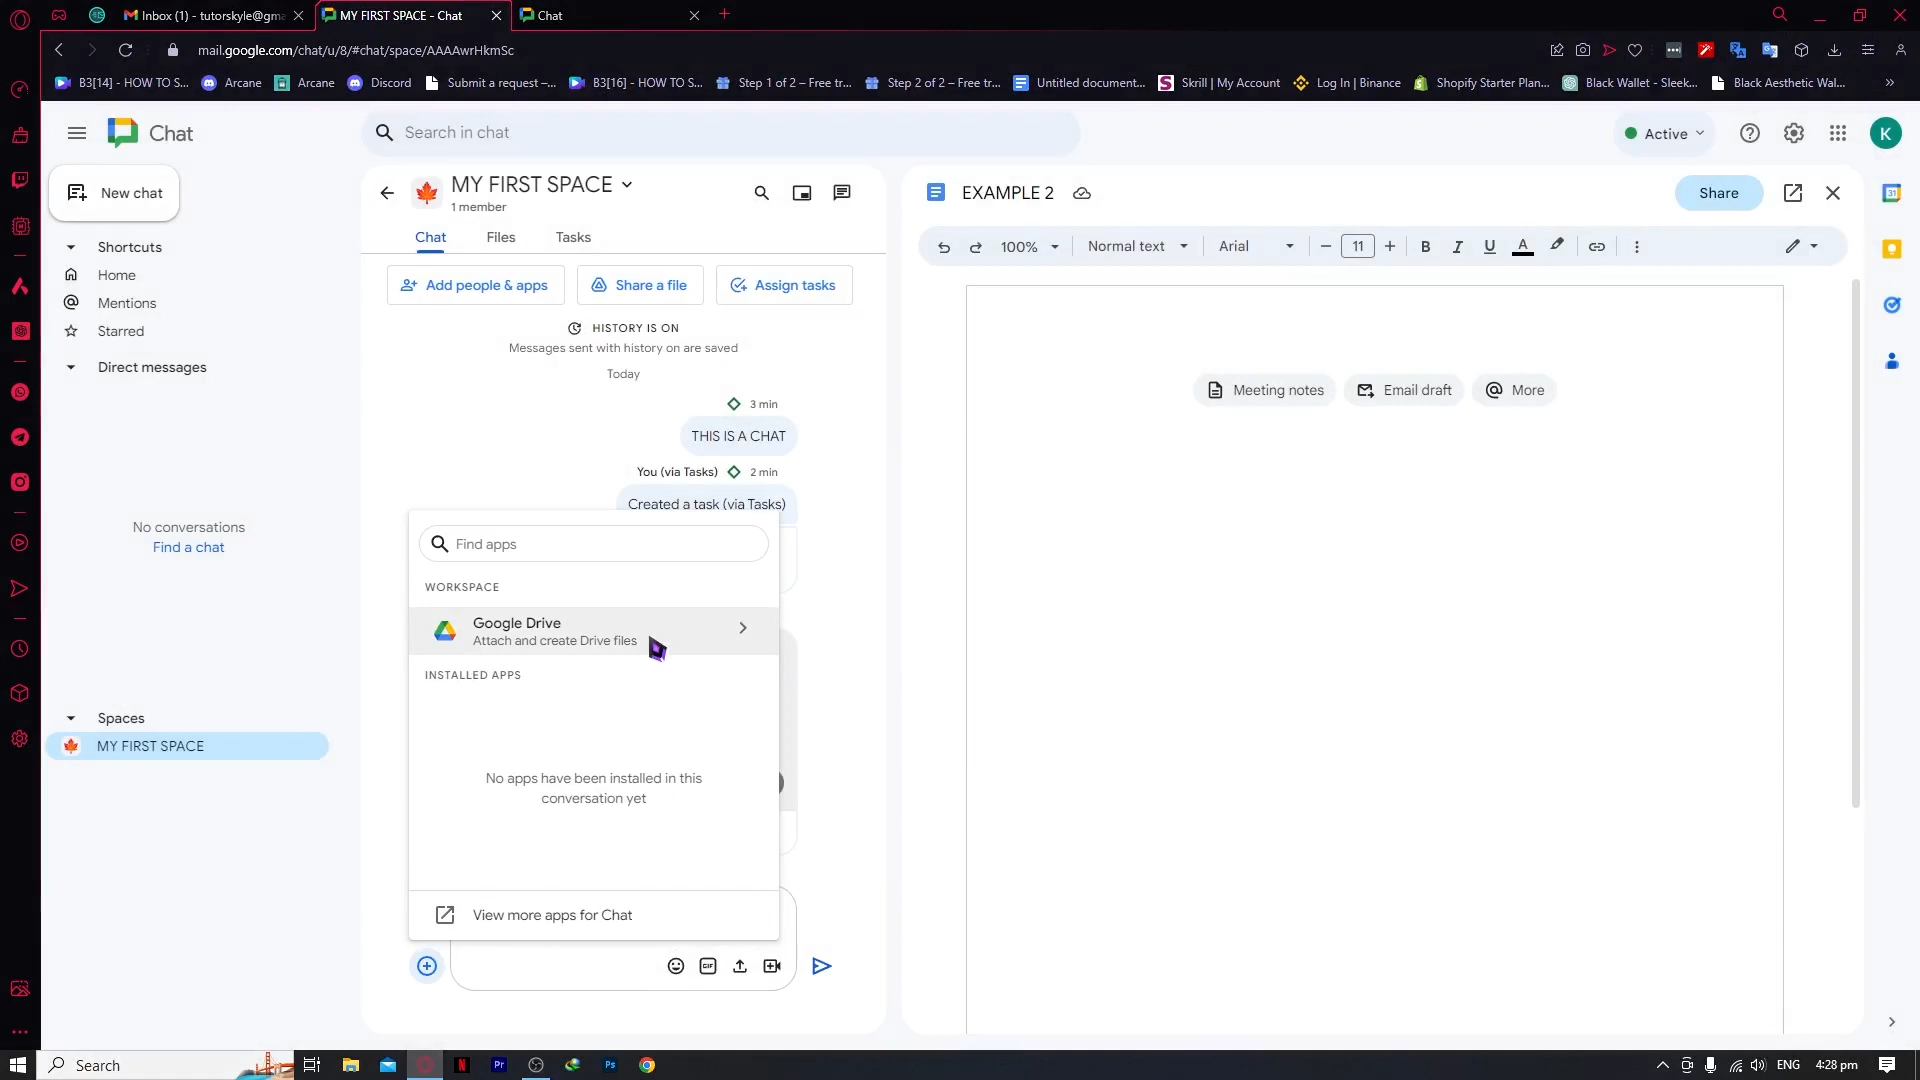 Inbox (1) - tutorskyle@gma
MY FIRST SPACE - Chat
Chat
mail.google.com/chat/u/8/#chat/space/AAAAwrHkmSc
B3[14] - HOW TO S...
Arcane
Arcane
Discord
Submit a request –...
B3[16] - HOW TO S...
Step 1 of 2 – Free tr...
Step 2 of 2 – Free tr...
Untitled document...
Skrill | My Account
Log In | Binance
Shopify Starter Plan...
Black Wallet - Sleek...
Black Aesthetic Wal...
Chat
Search in chat
Active
K
New chat
Shortcuts
Home
Mentions
Starred
Direct messages
No conversations
Find a chat
Spaces
MY FIRST SPACE
MY FIRST SPACE
1 member
Chat
Files
Tasks
Add people & apps
Share a file
Assign tasks
HISTORY IS ON
Messages sent with history on are saved
Today
3 min
THIS IS A CHAT
You (via Tasks)
2 min
Created a task (via Tasks)
Find apps
WORKSPACE
Google Drive
Attach and create Drive files
INSTALLED APPS
No apps have been installed in this
conversation yet
View more apps for Chat
GIF
EXAMPLE 2
Share
100%
Normal text
Arial
11
B
I
U
A
Meeting notes
Email draft
More
31
Search
N
Pr
Ps
ENG
4:28 pm